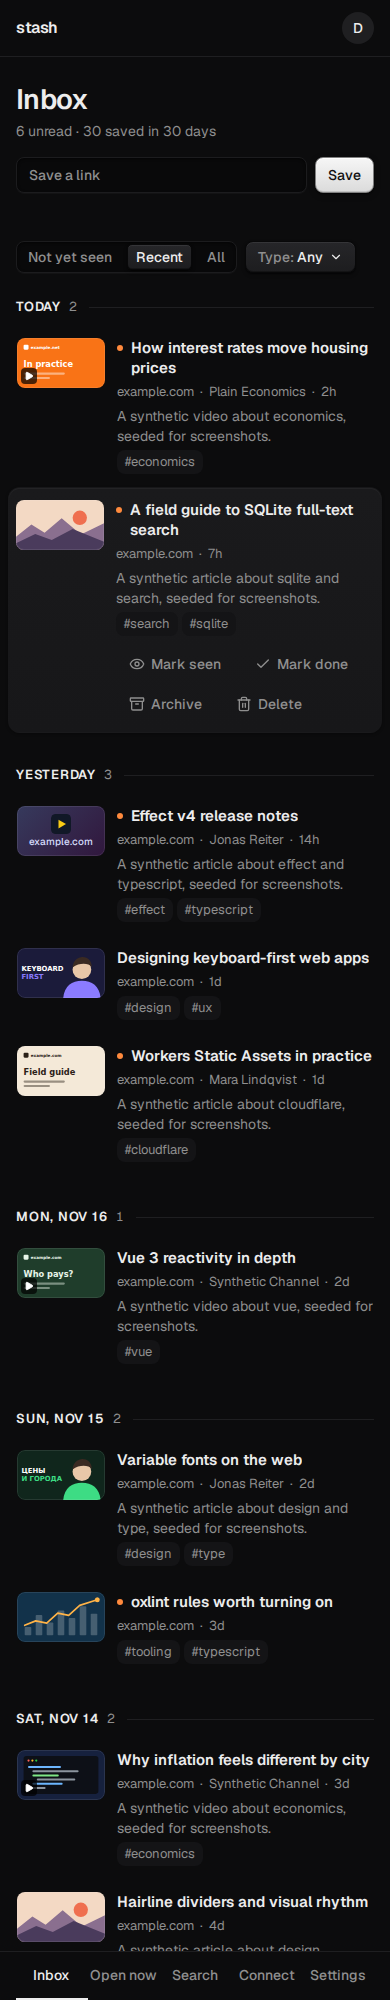 stash
D
Inbox
6 unread · 30 saved in 30 days
Save a link
Save
Not yet seen
Recent
All
Type: Any
TODAY 2
example.net
In practice
How interest rates move housing
prices
example.com · Plain Economics · 2h
A synthetic video about economics,
seeded for screenshots.
#economics
A field guide to SQLite full-text
search
example.com · 7h
A synthetic article about sqlite and
search, seeded for screenshots.
#search #sqlite
Mark seen
Mark done
Archive
Delete
YESTERDAY 3
example.com
Effect v4 release notes
example.com · Jonas Reiter · 14h
A synthetic article about effect and
typescript, seeded for screenshots.
#effect #typescript
KEYBOARD
FIRST
Designing keyboard-first web apps
example.com · 1d
#design #ux
example.com
Field guide
Workers Static Assets in practice
example.com · Mara Lindqvist · 1d
A synthetic article about cloudflare,
seeded for screenshots.
#cloudflare
MON, NOV 16 1
example.com
Who pays?
Vue 3 reactivity in depth
example.com · Synthetic Channel · 2d
A synthetic video about vue, seeded for
screenshots.
#vue
SUN, NOV 15 2
ЦЕНЫ
И ГОРОДА
Variable fonts on the web
example.com · Jonas Reiter · 2d
A synthetic article about design and
type, seeded for screenshots.
#design #type
oxlint rules worth turning on
example.com · 3d
#tooling #typescript
SAT, NOV 14 2
Why inflation feels different by city
example.com · Synthetic Channel · 3d
A synthetic video about economics,
seeded for screenshots.
#economics
Hairline dividers and visual rhythm
example.com · 4d
A synthetic article about design,
Inbox
Open now
Search
Connect
Settings